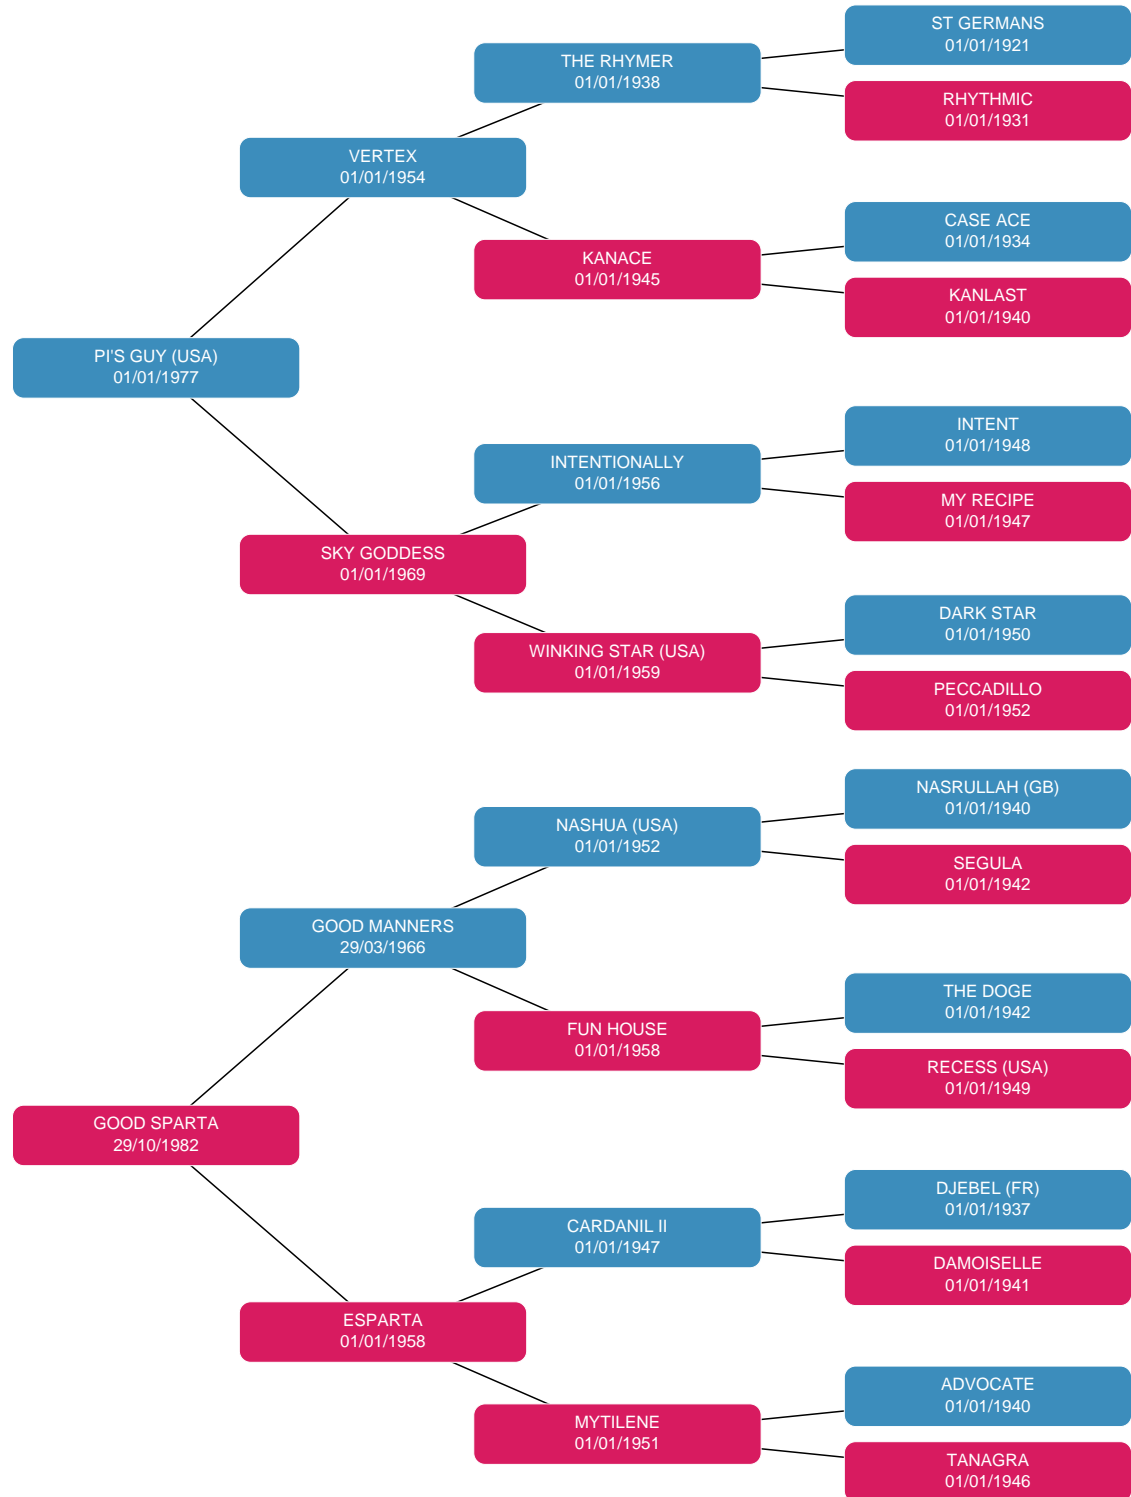 ST GERMANS
01/01/1921
THE RHYMER
01/01/1938
RHYTHMIC
01/01/1931
VERTEX
01/01/1954
CASE ACE
01/01/1934
KANACE
01/01/1945
KANLAST
01/01/1940
PI'S GUY (USA)
01/01/1977
INTENT
01/01/1948
INTENTIONALLY
01/01/1956
MY RECIPE
01/01/1947
SKY GODDESS
01/01/1969
DARK STAR
01/01/1950
WINKING STAR (USA)
01/01/1959
PECCADILLO
01/01/1952
NASRULLAH (GB)
01/01/1940
NASHUA (USA)
01/01/1952
SEGULA
01/01/1942
GOOD MANNERS
29/03/1966
THE DOGE
01/01/1942
FUN HOUSE
01/01/1958
RECESS (USA)
01/01/1949
GOOD SPARTA
29/10/1982
DJEBEL (FR)
01/01/1937
CARDANIL II
01/01/1947
DAMOISELLE
01/01/1941
ESPARTA
01/01/1958
ADVOCATE
01/01/1940
MYTILENE
01/01/1951
TANAGRA
01/01/1946